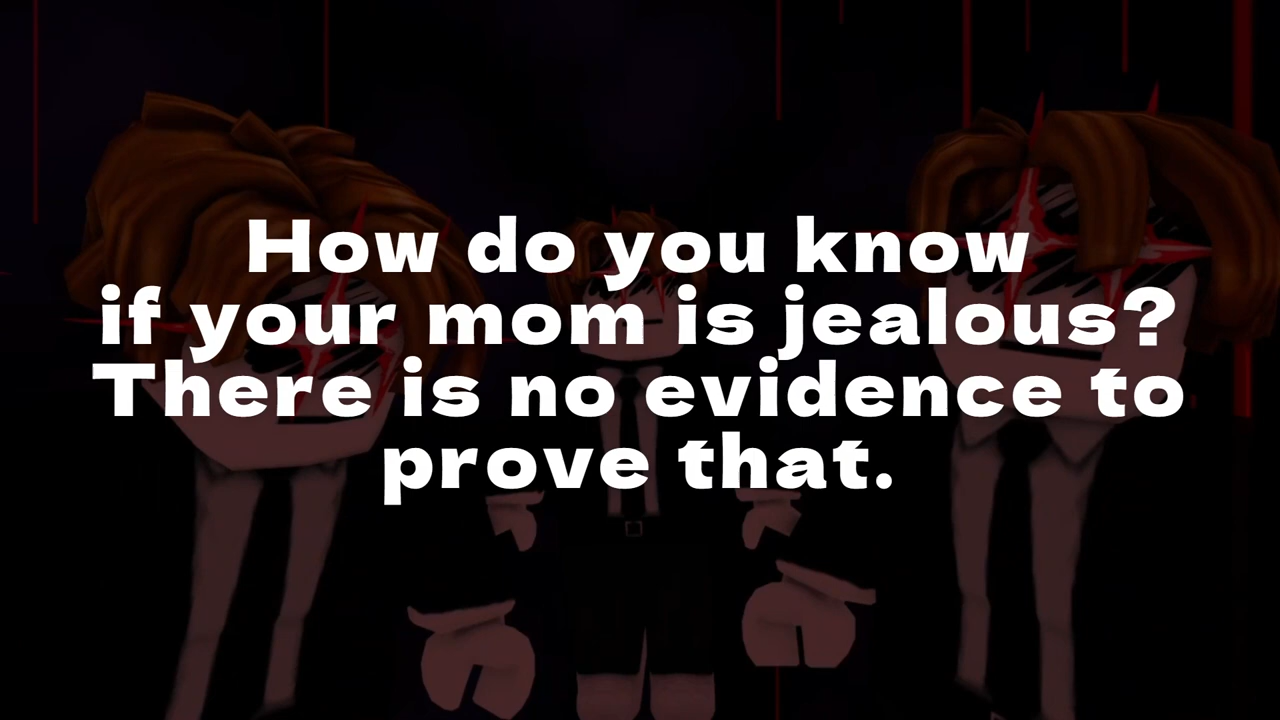 How do you know
if your mom is jealous?
There is no evidence to
prove that.